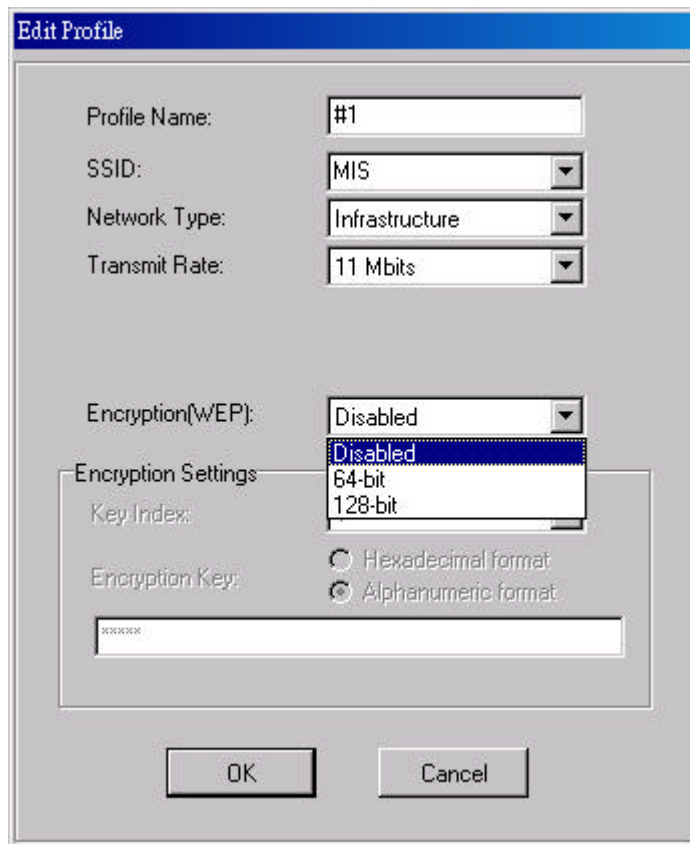 Edit Profile
Profile Name: #1
SSID: MIS
Network Type: Infrastructure
Transmit Rate: 11 Mbits
Encryption(WEP): Disabled
Disabled
64-bit
128-bit
Encryption Settings
Key Index:
Encryption Key:
Hexadecimal format
Alphanumeric format
*****
OK
Cancel